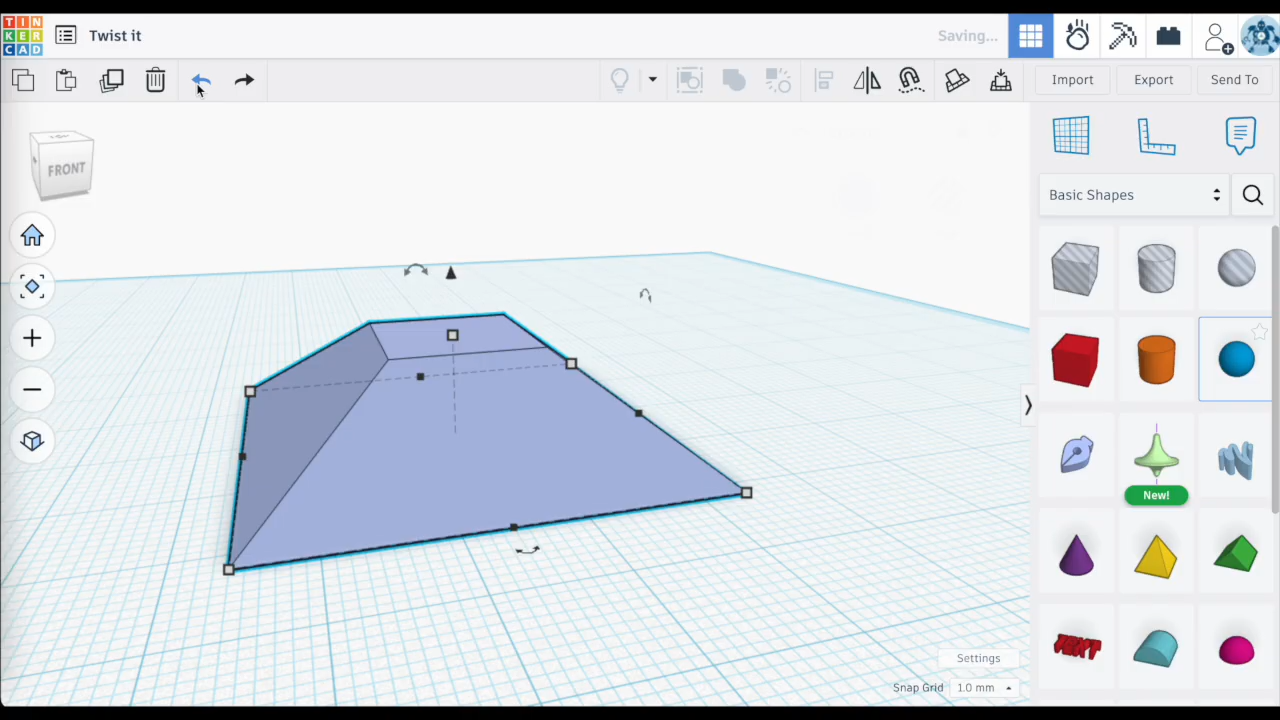 TIN
KER
CAD
Twist it
Saving...
Import
Export
Send To
FRONT
Basic Shapes
New!
TEXT
Settings
Snap Grid 1.0 mm